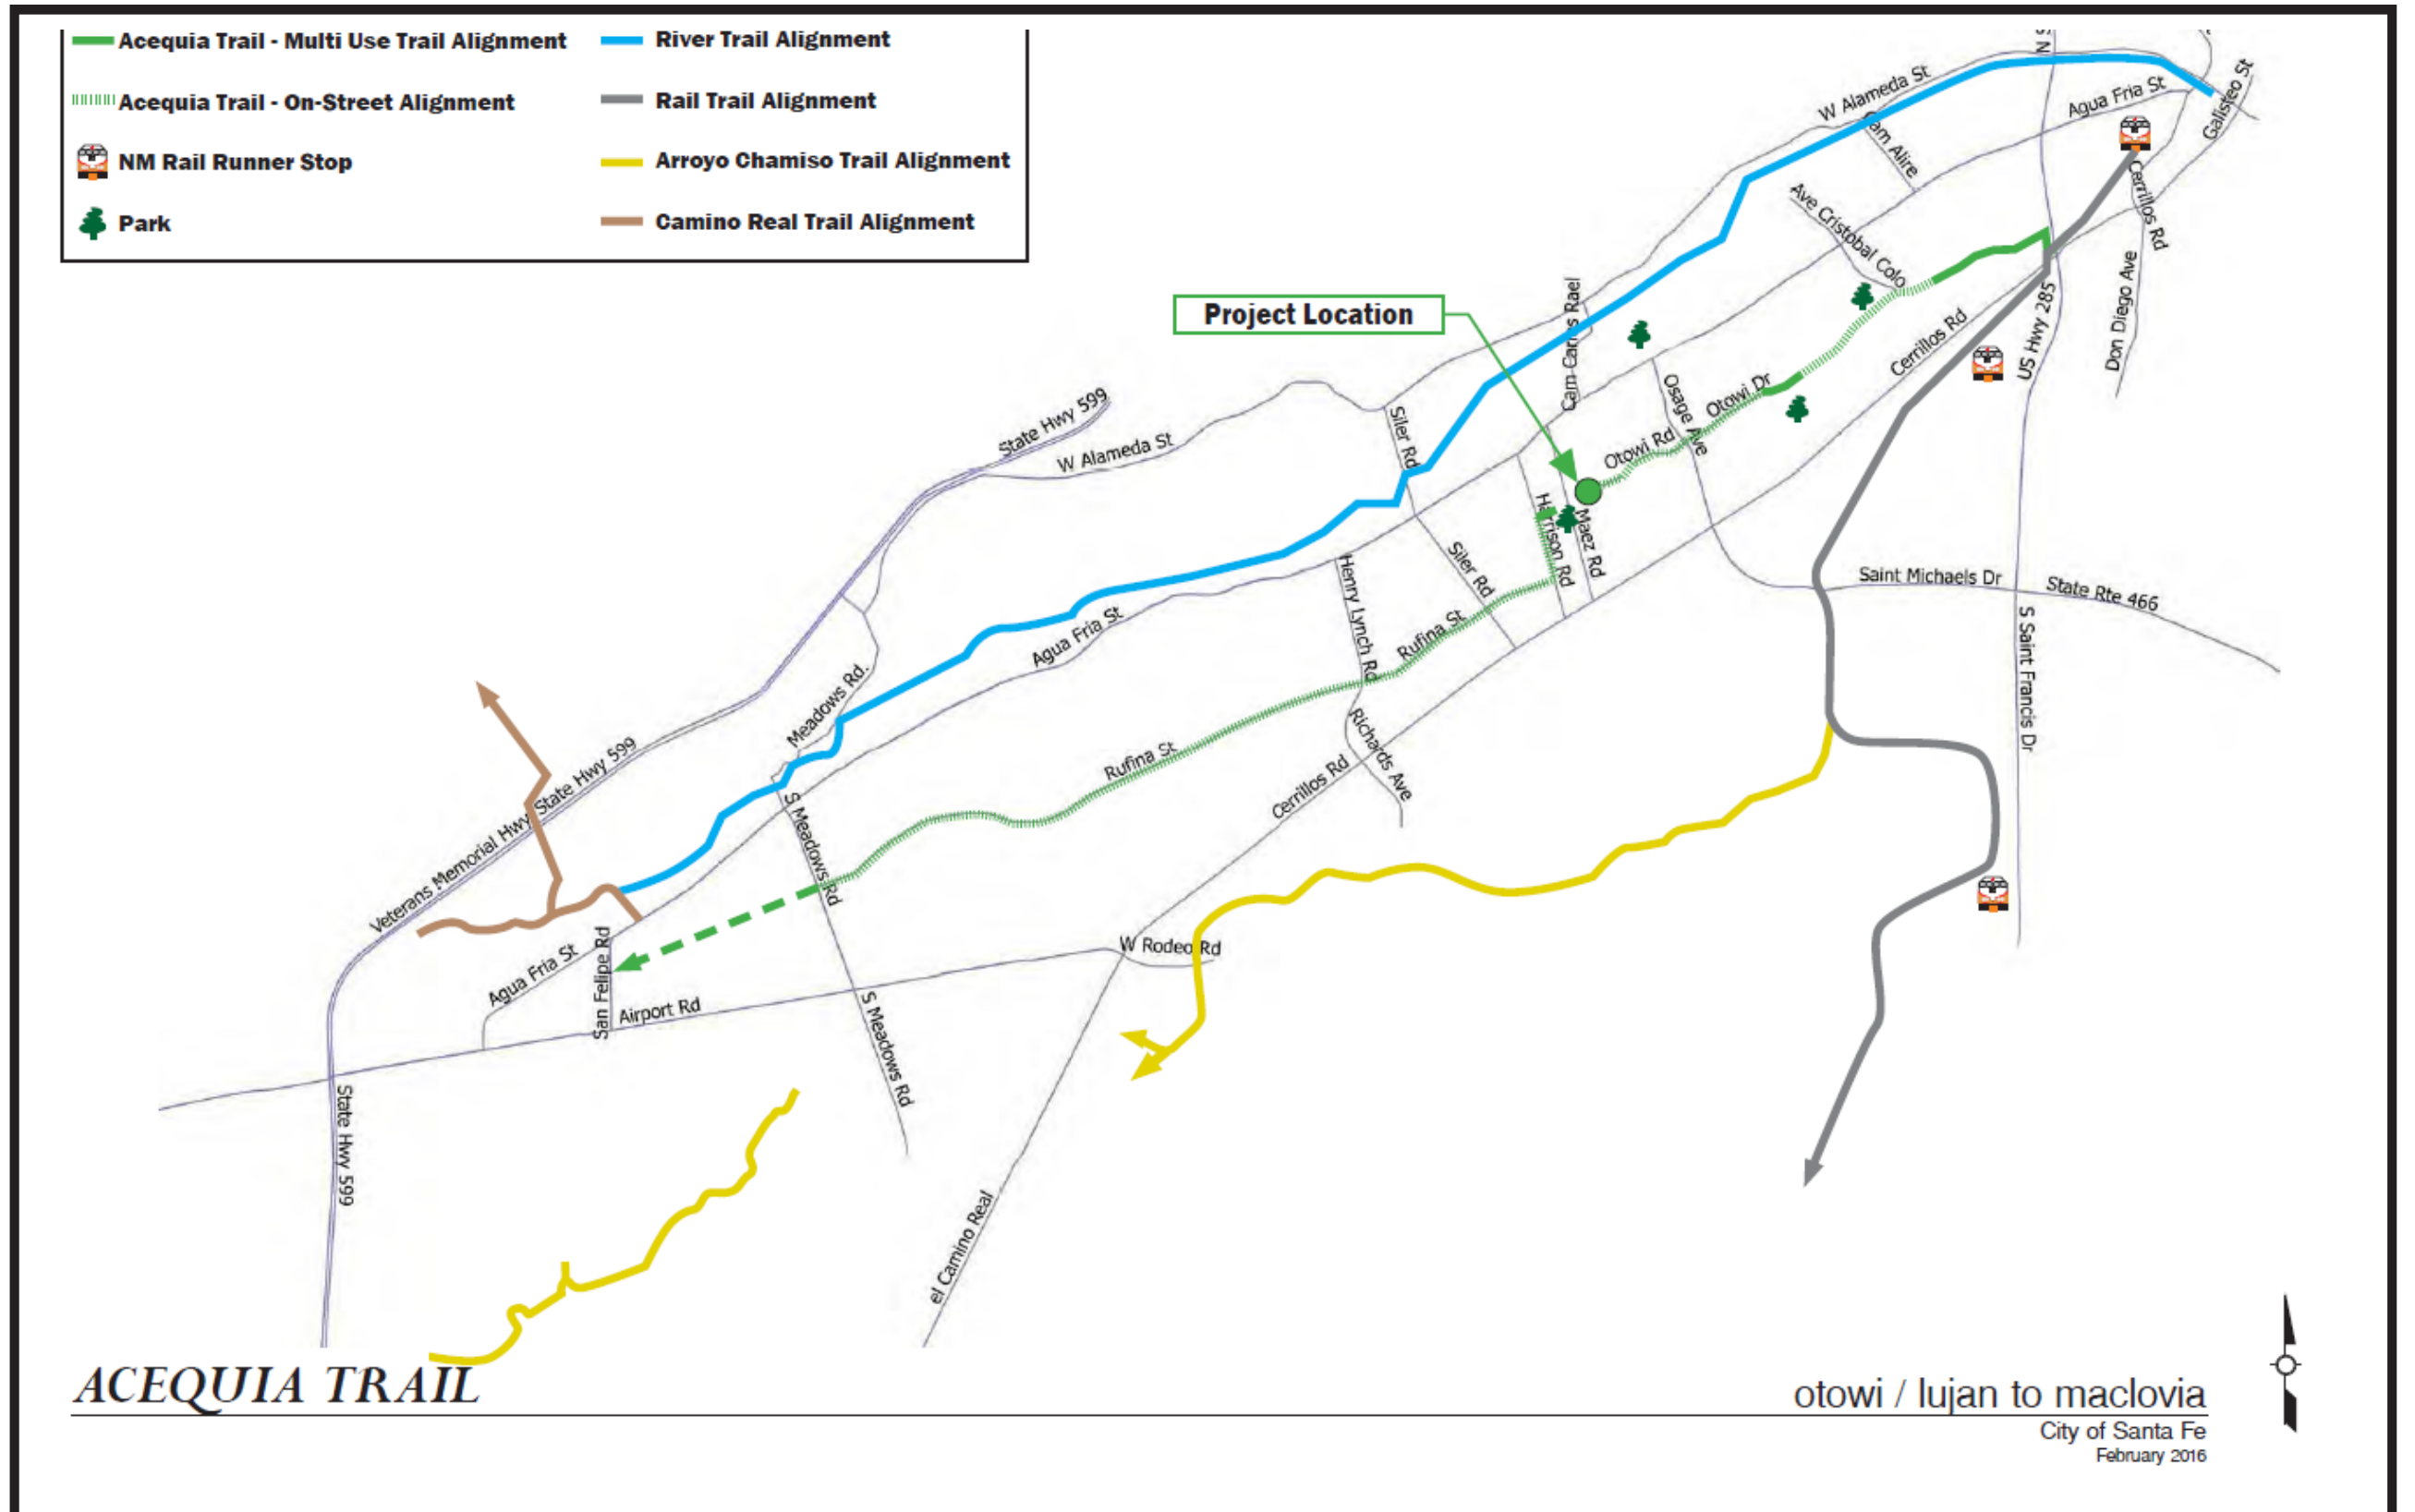 Acequia Trail - Multi Use Trail Alignment
River Trail Alignment
Acequia Trail - On-Street Alignment
Rail Trail Alignment
NM Rail Runner Stop
Arroyo Chamiso Trail Alignment
Park
Camino Real Trail Alignment
S N
W Alameda St
Agua Fria St
Galisteo St
Cam Alire
Cerrillos Rd
Ave Cristobal Colo
Don Diego Ave
US Hwy 285
Cerrillos Rd
Project Location
Cam Carlos Rael
Osage Ave
Otowi Dr
Otowi Rd
State Hwy 599
W Alameda St
Siler Rd
Harrison Rd
Maez Rd
Siler Rd
Saint Michaels Dr
State Rte 466
Henry Lynch Rd
Rufina St
Agua Fria St
S Saint Francis Dr
Meadows Rd.
Richards Ave
Rufina St
Cerrillos Rd
State Hwy 599
Veterans Memorial Hwy
S Meadows Rd
W Rodeo Rd
Agua Fria St
San Felipe Rd
Airport Rd
S Meadows Rd
State Hwy 599
el Camino Real
ACEQUIA TRAIL
otowi / lujan to maclovia
City of Santa Fe
February 2016